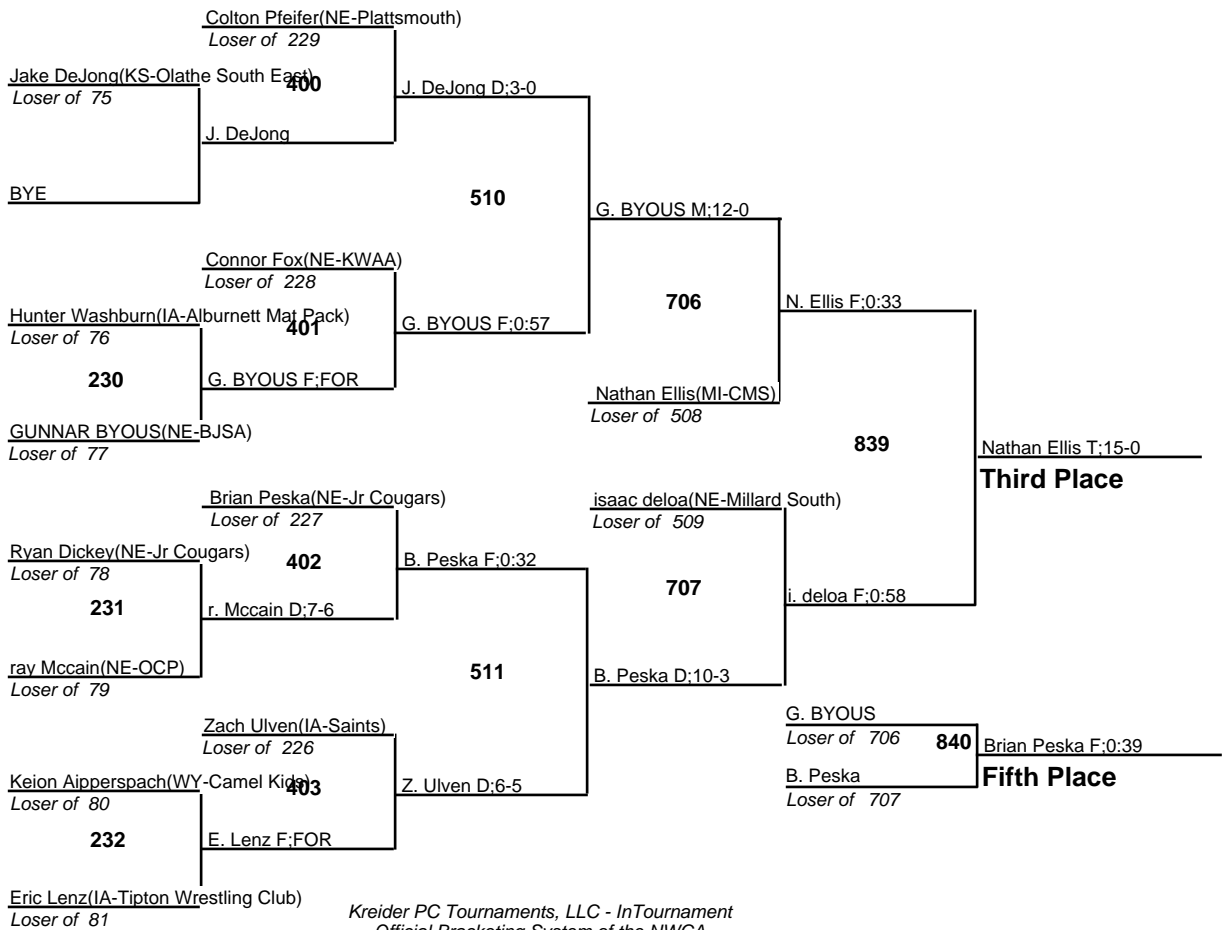 Colton Pfeifer(NE-Plattsmouth)
Loser of 229
Jake DeJong(KS-Olathe South East)
400
Loser of 75
J. DeJong D;3-0
J. DeJong
BYE
510
G. BYOUS M;12-0
Connor Fox(NE-KWAA)
Loser of 228
706
N. Ellis F;0:33
Hunter Washburn(IA-Alburnett Mat Pack)
401
Loser of 76
G. BYOUS F;0:57
230
G. BYOUS F;FOR
Nathan Ellis(MI-CMS)
Loser of 508
GUNNAR BYOUS(NE-BJSA)
Loser of 77
839
Nathan Ellis T;15-0
Third Place
Brian Peska(NE-Jr Cougars)
Loser of 227
isaac deloa(NE-Millard South)
Loser of 509
Ryan Dickey(NE-Jr Cougars)
Loser of 78
402
B. Peska F;0:32
707
i. deloa F;0:58
231
r. Mccain D;7-6
ray Mccain(NE-OCP)
Loser of 79
511
B. Peska D;10-3
Zach Ulven(IA-Saints)
Loser of 226
G. BYOUS
Loser of 706
840
Brian Peska F;0:39
Fifth Place
B. Peska
Loser of 707
Keion Aipperspach(WY-Camel Kids)
403
Loser of 80
Z. Ulven D;6-5
232
E. Lenz F;FOR
Eric Lenz(IA-Tipton Wrestling Club)
Loser of 81
Kreider PC Tournaments, LLC - InTournament
Official Bracketing System of the NWCA